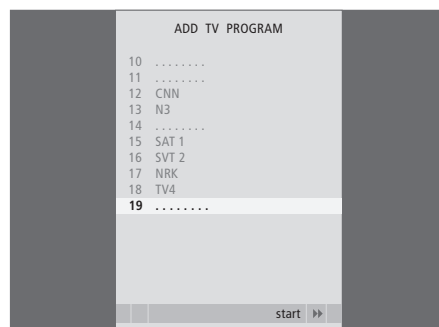 ADD TV PROGRAM
10 ........
11 ........
12 CNN
13 N3
14 ........
15 SAT 1
16 SVT 2
17 NRK
18 TV4
19 ........
start